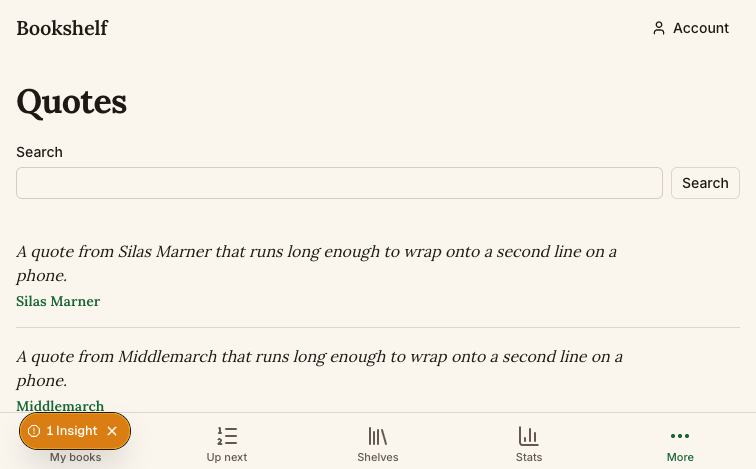 Bookshelf
Account
Quotes
Search
Search
A quote from Silas Marner that runs long enough to wrap onto a second line on a
phone.
Silas Marner
A quote from Middlemarch that runs long enough to wrap onto a second line on a
phone.
Middlemarch
1 Insight
My books
Up next
Shelves
Stats
More